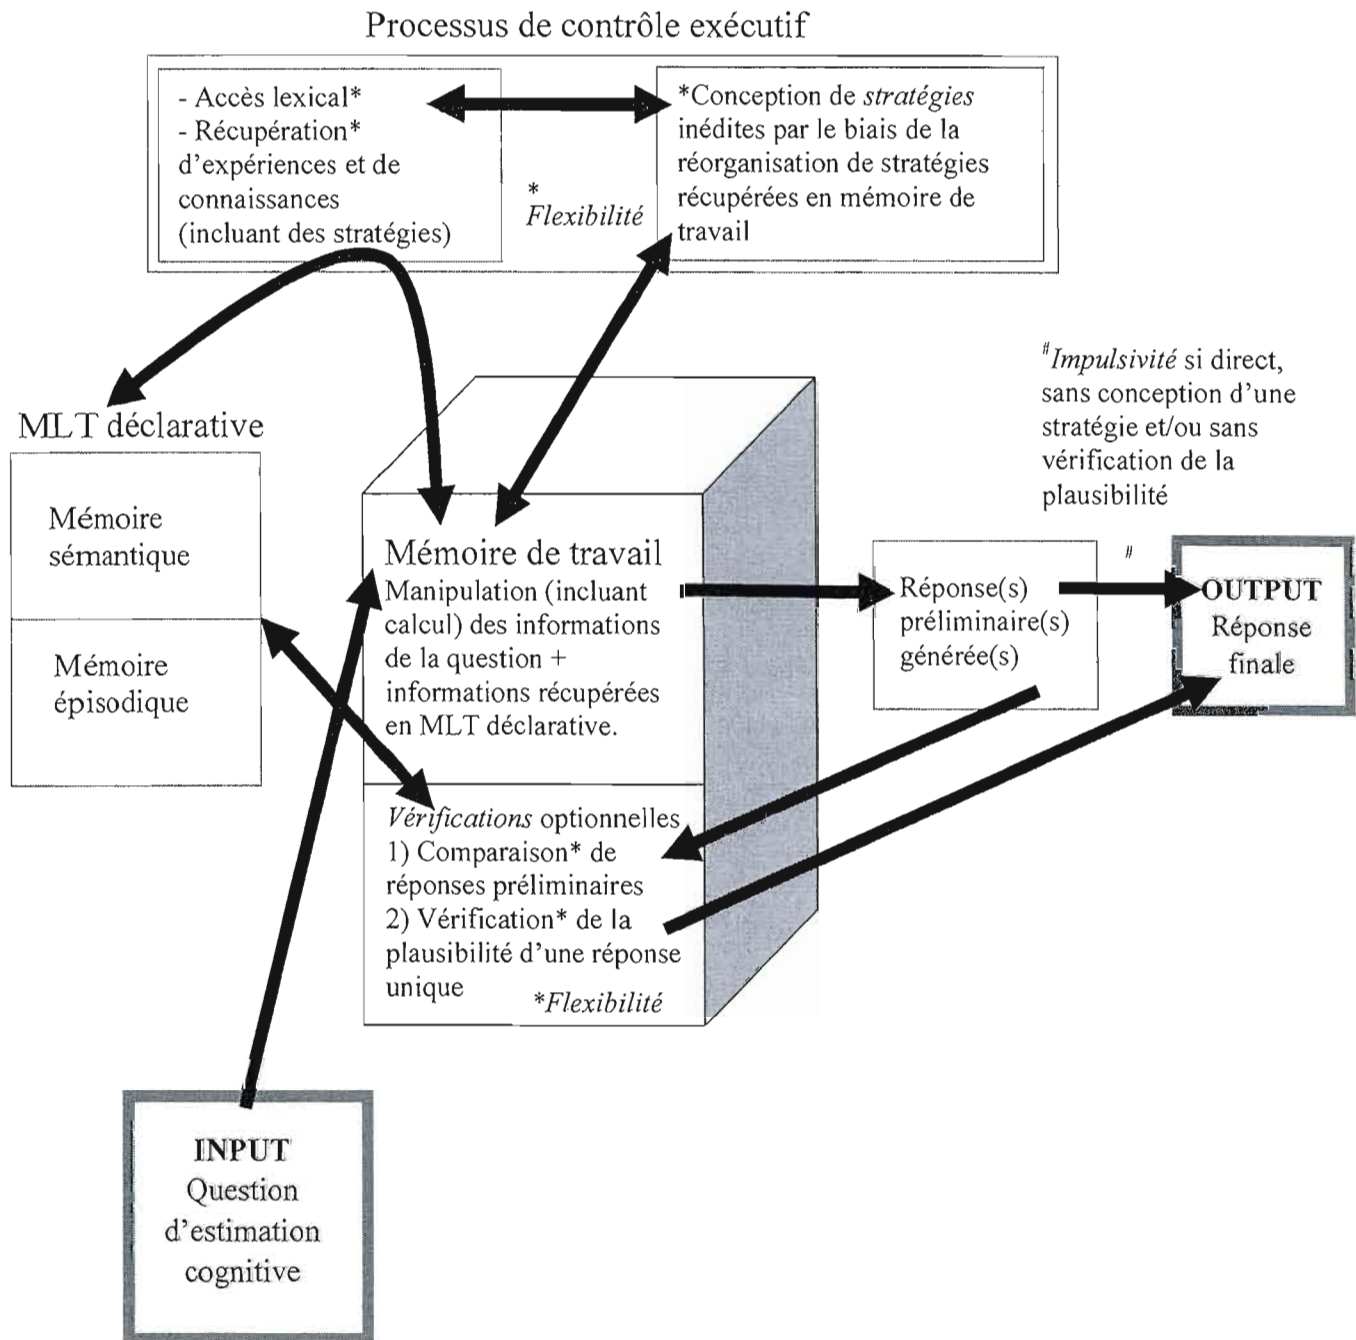 Processus de contrôle exécutif
- Accès lexical*
- Récupération*
d'expériences et de
connaissances
(incluant des stratégies)
*
Flexibilité
*Conception de stratégies
inédites par le biais de la
réorganisation de stratégies
récupérées en mémoire de
travail
#Impulsivité si direct,
sans conception d'une
stratégie et/ou sans
vérification de la
plausibilité
MLT déclarative
Mémoire
sémantique
Mémoire
épisodique
Mémoire de travail
Manipulation (incluant
calcul) des informations
de la question +
informations récupérées
en MLT déclarative.
Vérifications optionnelles
1) Comparaison* de
réponses préliminaires
2) Vérification* de la
plausibilité d'une réponse
unique
*Flexibilité
Réponse(s)
préliminaire(s)
générée(s)
#
OUTPUT
Réponse
finale
INPUT
Question
d'estimation
cognitive